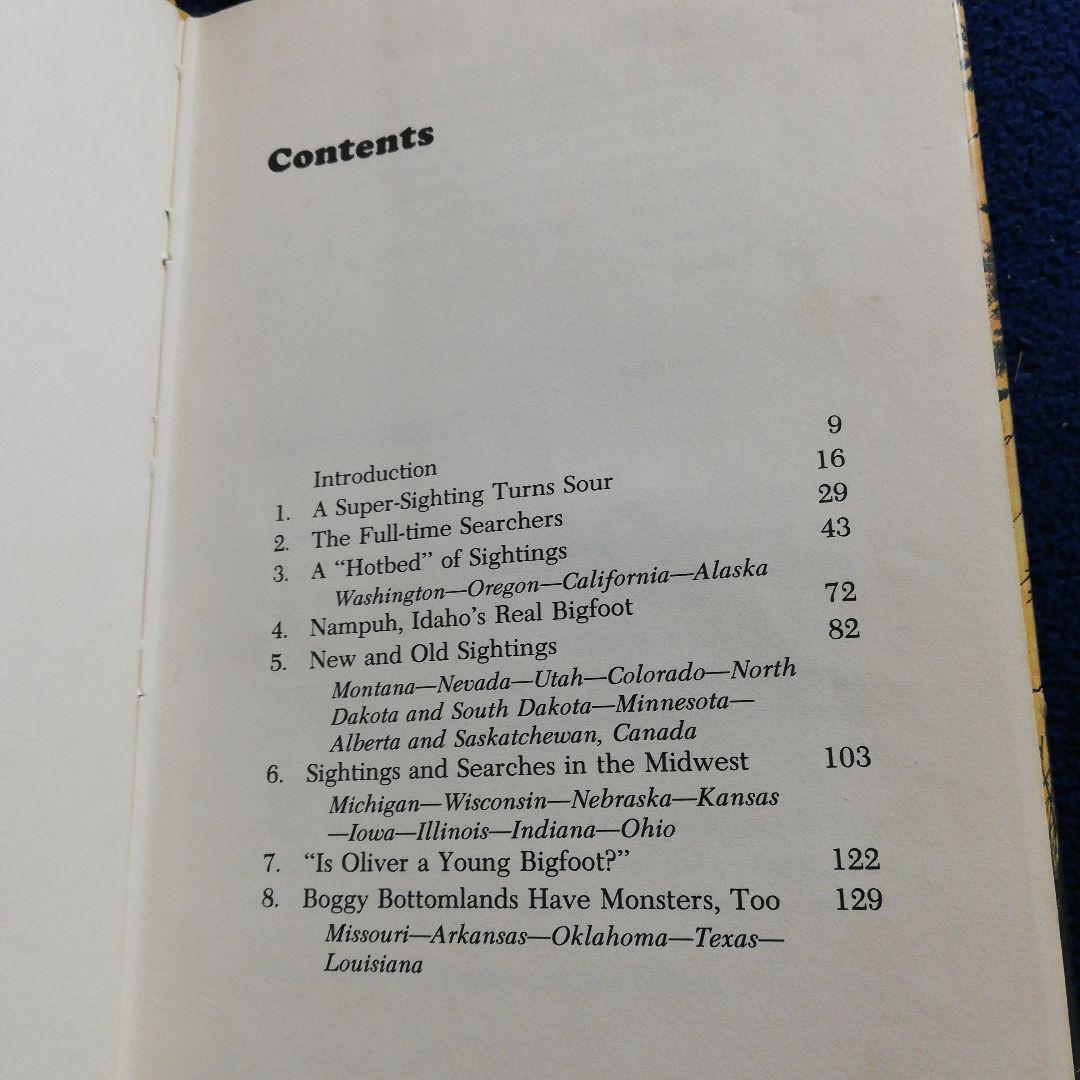 Contents
Introduction 9
1. A Super-Sighting Turns Sour 16
2. The Full-time Searchers 29
3. A “Hotbed” of Sightings 43
Washington—Oregon—California—Alaska
4. Nampuh, Idaho’s Real Bigfoot 72
5. New and Old Sightings 82
Montana—Nevada—Utah—Colorado—North
Dakota and South Dakota—Minnesota—
Alberta and Saskatchewan, Canada
6. Sightings and Searches in the Midwest 103
Michigan—Wisconsin—Nebraska—Kansas
—Iowa—Illinois—Indiana—Ohio
7. “Is Oliver a Young Bigfoot?” 122
8. Boggy Bottomlands Have Monsters, Too 129
Missouri—Arkansas—Oklahoma—Texas—
Louisiana